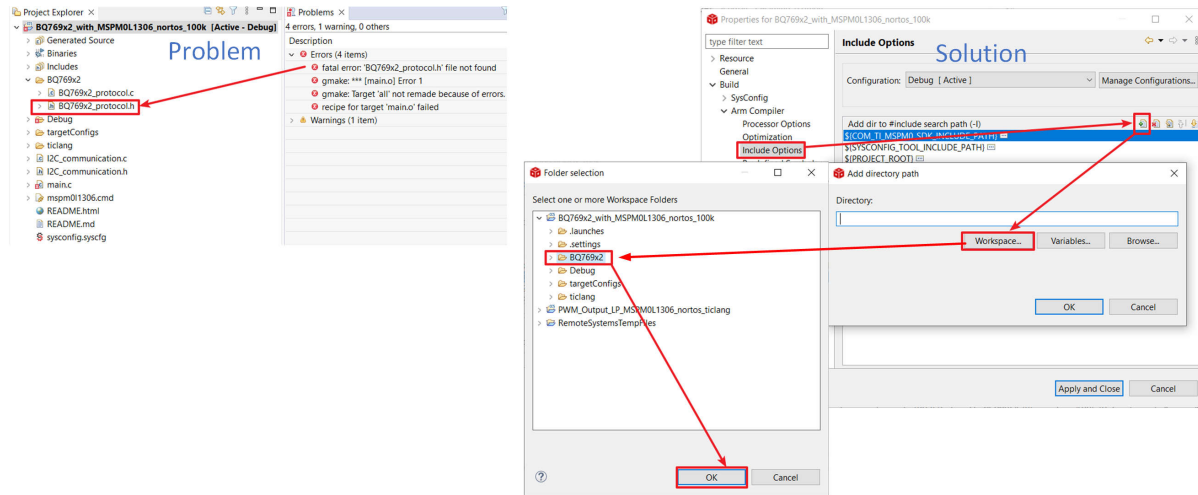 Project Explorer
BQ769x2_with_MSPM0L1306_nortos_100k [Active - Debug]
Generated Source
Binaries
Includes
BQ769x2
BQ769x2_protocol.c
BQ769x2_protocol.h
Debug
targetConfigs
ticlang
I2C_communication.c
I2C_communication.h
main.c
mspm0l1306.cmd
README.html
README.md
sysconfig.syscfg
Problem
Problems
4 errors, 1 warning, 0 others
Description
Errors (4 items)
fatal error: 'BQ769x2_protocol.h' file not found
gmake: *** [main.o] Error 1
gmake: Target 'all' not remade because of errors.
recipe for target 'main.o' failed
Warnings (1 item)
Properties for BQ769x2_with_MSPM0L1306_nortos_100k
type filter text
Resource
General
Build
SysConfig
Arm Compiler
Processor Options
Optimization
Include Options
Include Options
Solution
Configuration: Debug [ Active ]
Manage Configurations...
Add dir to #include search path (-I)
${COM_TI_MSPM0_SDK_INCLUDE_PATH}
${SYSCONFIG_TOOL_INCLUDE_PATH}
${PROJECT_ROOT}
Folder selection
Select one or more Workspace Folders
BQ769x2_with_MSPM0L1306_nortos_100k
.launches
.settings
BQ769x2
Debug
targetConfigs
ticlang
PWM_Output_LP_MSPM0L1306_nortos_ticlang
RemoteSystemsTempFiles
OK
Cancel
Add directory path
Directory:
Workspace...
Variables...
Browse...
OK
Cancel
Apply and Close
Cancel